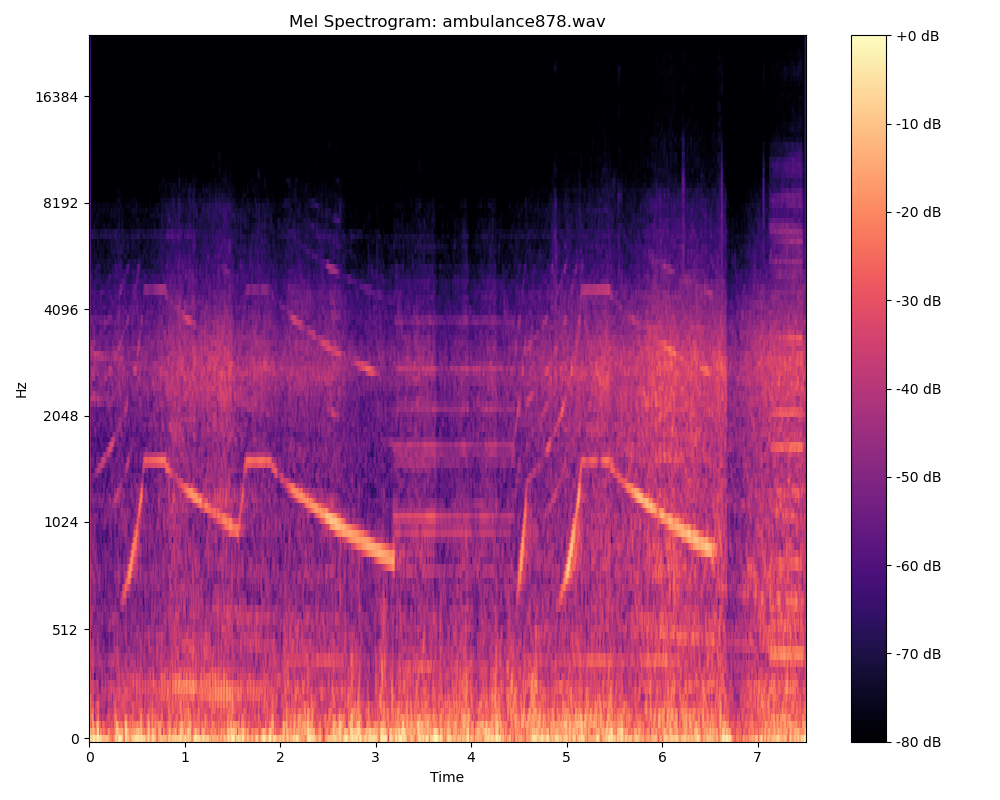 Mel Spectrogram: ambulance878.wav
+0 dB
16384
-10 dB
8192
-20 dB
-30 dB
4096
Hz
-40 dB
2048
-50 dB
1024
-60 dB
512
-70 dB
0
-80 dB
0 1 2 3 4 5 6 7
Time